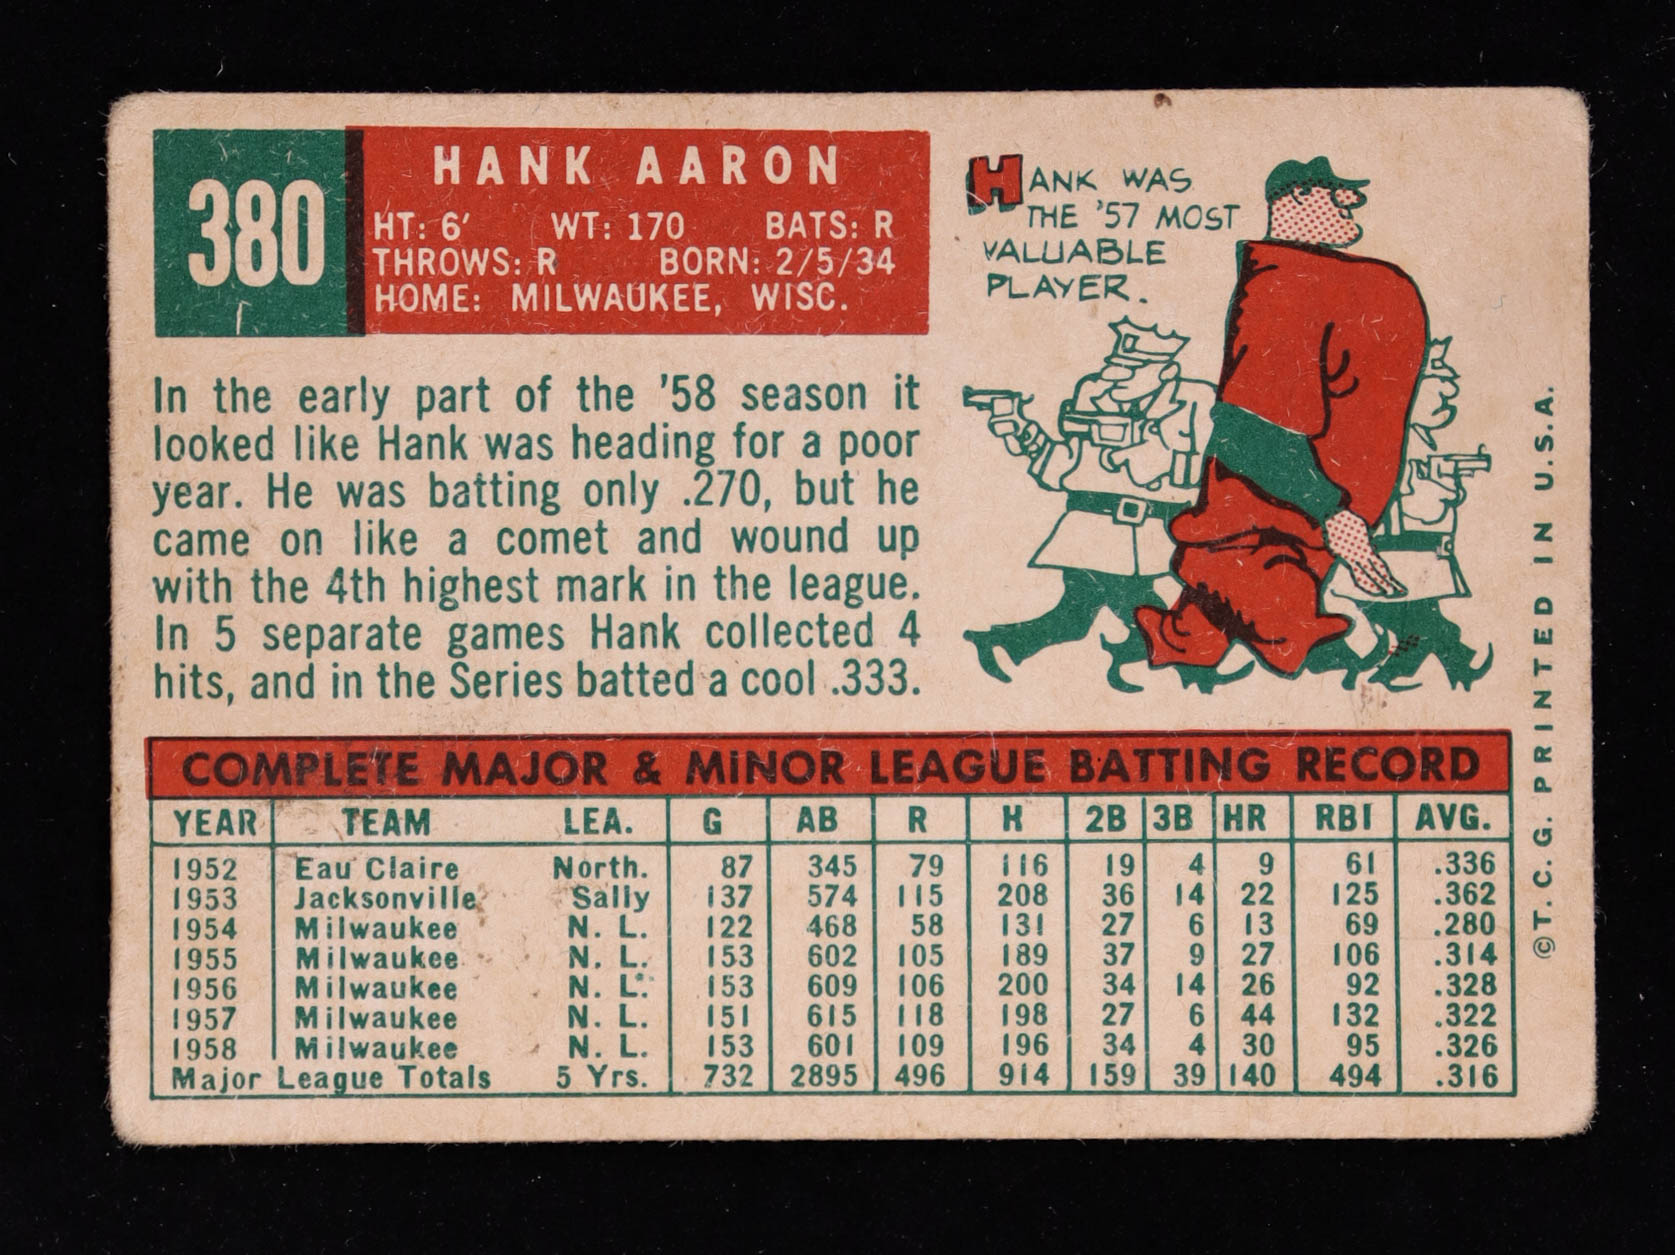 380
HANK AARON
HT: 6' WT: 170 BATS: R
THROWS: R BORN: 2/5/34
HOME: MILWAUKEE, WISC.
HANK WAS
THE '57 MOST
VALUABLE
PLAYER.
In the early part of the '58 season it
looked like Hank was heading for a poor
year. He was batting only .270, but he
came on like a comet and wound up
with the 4th highest mark in the league.
In 5 separate games Hank collected 4
hits, and in the Series batted a cool .333.
COMPLETE MAJOR & MINOR LEAGUE BATTING RECORD
YEAR TEAM LEA. G AB R H 2B 3B HR RBI AVG.
1952 Eau Claire North. 87 345 79 116 19 4 9 61 .336
1953 Jacksonville Sally 137 574 115 208 36 14 22 125 .362
1954 Milwaukee N. L. 122 468 58 131 27 6 13 69 .280
1955 Milwaukee N. L. 153 602 105 189 37 9 27 106 .314
1956 Milwaukee N. L. 153 609 106 200 34 14 26 92 .328
1957 Milwaukee N. L. 151 615 118 198 27 6 44 132 .322
1958 Milwaukee N. L. 153 601 109 196 34 4 30 95 .326
Major League Totals 5 Yrs. 732 2895 496 914 159 39 140 494 .316
©T. C. G. PRINTED IN U.S.A.